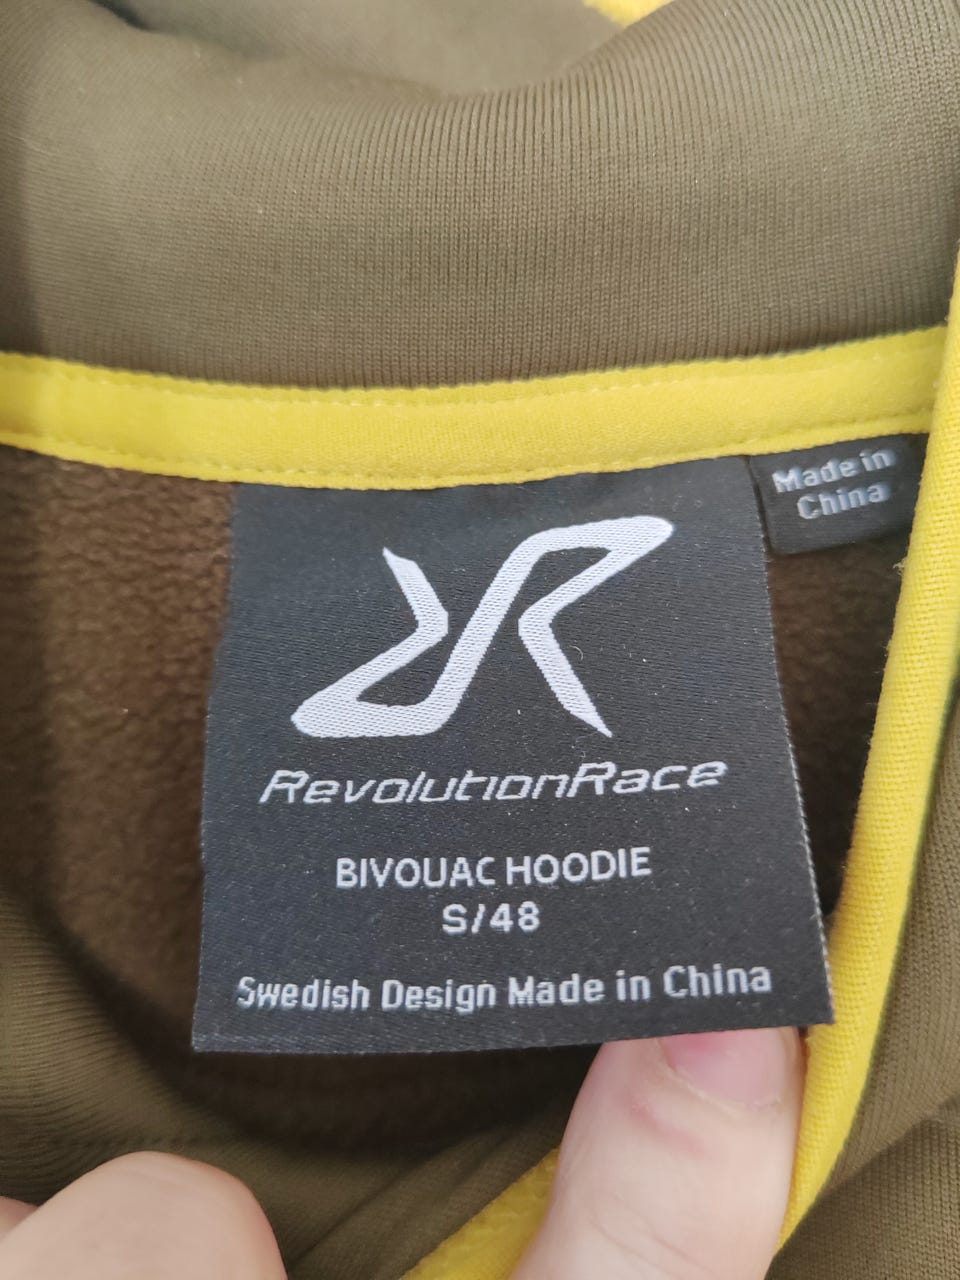 Made in
China
RevolutionRace
BIVOUAC HOODIE
S/48
Swedish Design Made in China